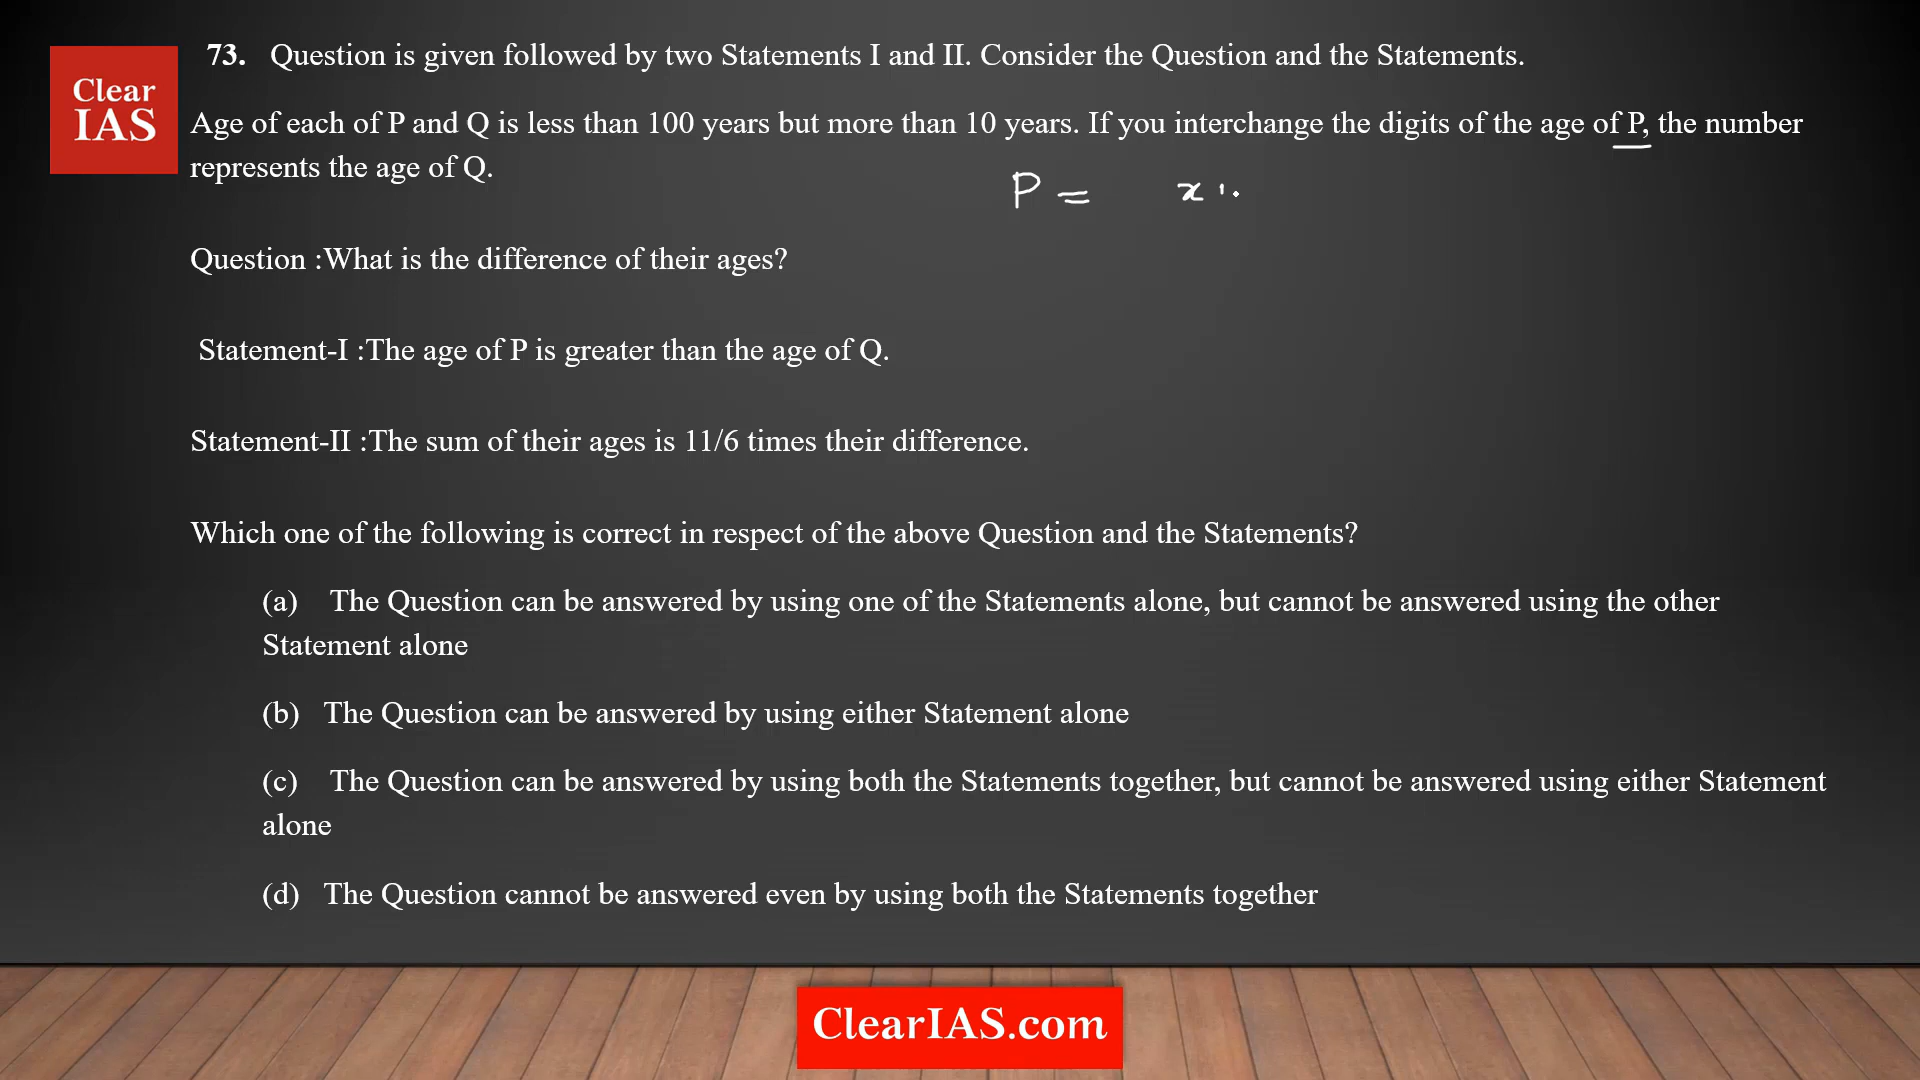 Clear
IAS
73. Question is given followed by two Statements I and II. Consider the Question and the Statements.
Age of each of P and Q is less than 100 years but more than 10 years. If you interchange the digits of the age of P, the number
represents the age of Q.
P = x
Question :What is the difference of their ages?
Statement-I :The age of P is greater than the age of Q.
Statement-II :The sum of their ages is 11/6 times their difference.
Which one of the following is correct in respect of the above Question and the Statements?
(a) The Question can be answered by using one of the Statements alone, but cannot be answered using the other
Statement alone
(b) The Question can be answered by using either Statement alone
(c) The Question can be answered by using both the Statements together, but cannot be answered using either Statement
alone
(d) The Question cannot be answered even by using both the Statements together
ClearIAS.com